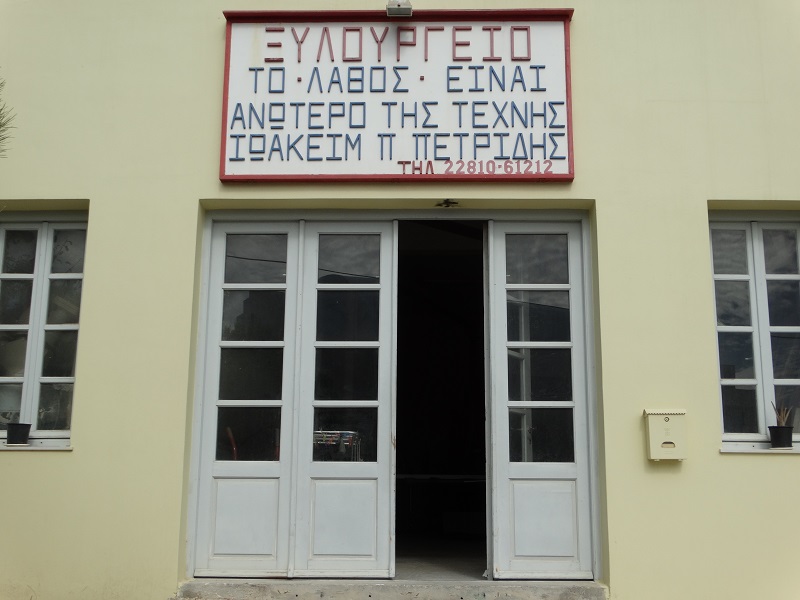 ΞΥΛΟΥΡΓΕΙΟ
ΤΟ · ΛΑΘΟΣ · ΕΙΝΑΙ
ΑΝΩΤΕΡΟ ΤΗΣ ΤΕΧΝΗΣ
ΙΩΑΚΕΙΜ Π ΠΕΤΡΙΔΗΣ
ΤΗΛ 22810-61212